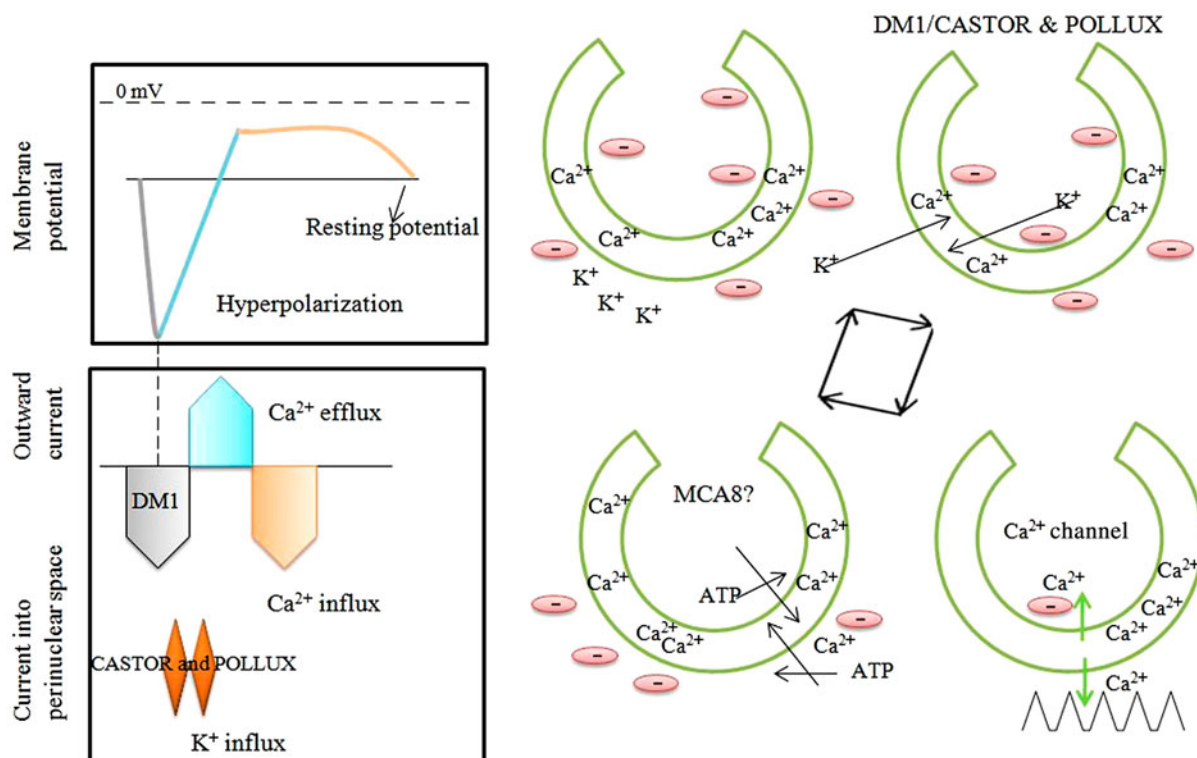 DM1/CASTOR & POLLUX
0 mV
Membrane
potential
Resting potential
Hyperpolarization
Ca²⁺
Ca²⁺
Ca²⁺
Ca²⁺
Ca²⁺
K⁺
K⁺
K⁺
-
-
-
-
-
-
Ca²⁺
Ca²⁺
Ca²⁺
Ca²⁺
K⁺
K⁺
-
-
-
-
-
Outward
current
Ca²⁺ efflux
DM1
Current into
perinuclear space
Ca²⁺ influx
CASTOR and POLLUX
K⁺ influx
MCA8?
Ca²⁺
Ca²⁺
Ca²⁺
Ca²⁺
ATP
Ca²⁺
Ca²⁺
Ca²⁺
ATP
-
-
-
-
Ca²⁺ channel
Ca²⁺
Ca²⁺
Ca²⁺
Ca²⁺
Ca²⁺
-